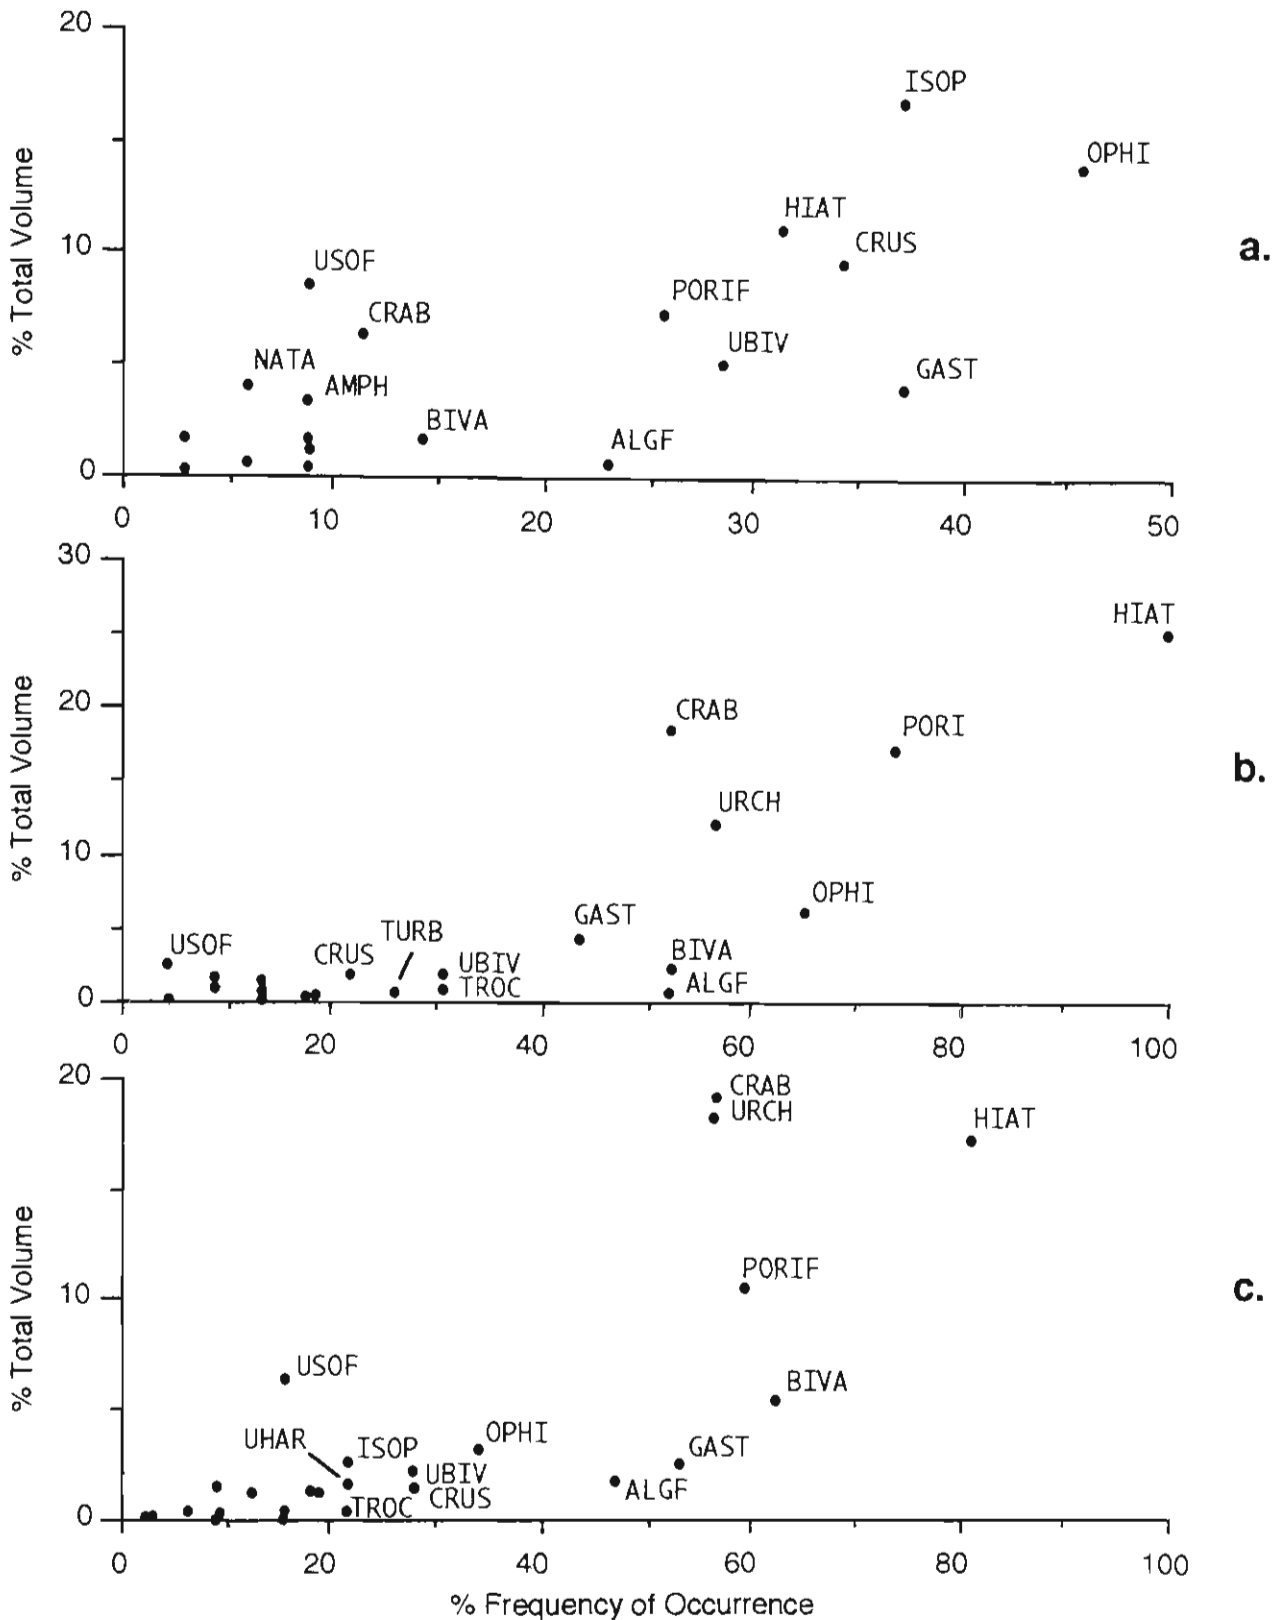 20
ISOP
OPHI
HIAT
CRUS
a.
10
USOF
PORIF
CRAB
UBIV
NATA
GAST
AMPH
BIVA
ALGF
0
% Total Volume
0 10 20 30 40 50
30
HIAT
20
CRAB
PORI
b.
URCH
10
OPHI
GAST
TURB
USOF
CRUS
UBIV
BIVA
TROC
ALGF
0
% Total Volume
0 20 40 60 80 100
20
CRAB
URCH
HIAT
PORIF
c.
10
USOF
BIVA
OPHI
UHAR
ISOP
GAST
UBIV
CRUS
ALGF
TROC
0
% Total Volume
0 20 40 60 80 100
% Frequency of Occurrence